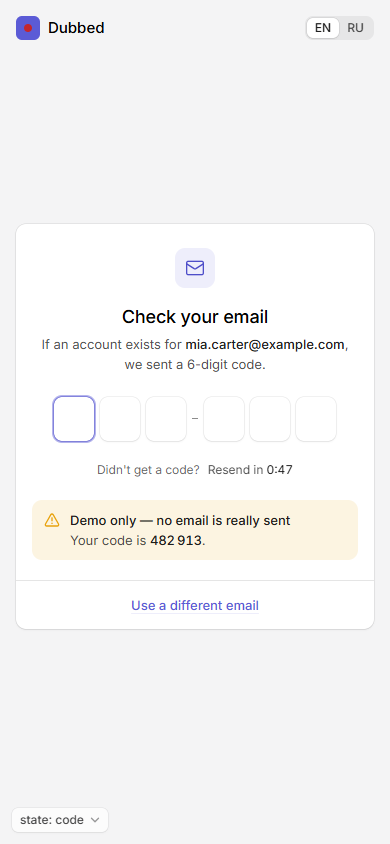 Dubbed
EN RU
Check your email
If an account exists for mia.carter@example.com,
we sent a 6-digit code.
–
Didn't get a code? Resend in 0:47
Demo only — no email is really sent
Your code is 482 913.
Use a different email
state: code